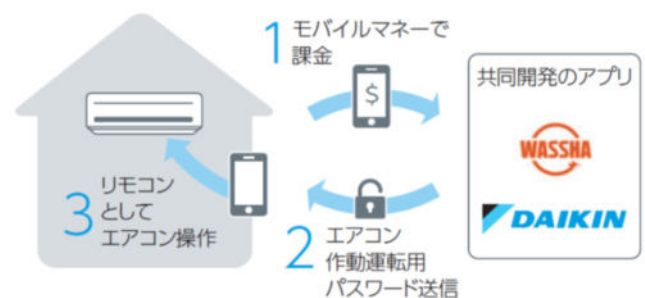 1 モバイルマネーで
課金
$
共同開発のアプリ
WASSHA
DAIKIN
2 エアコン
作動運転用
パスワード送信
3 リモコン
として
エアコン操作